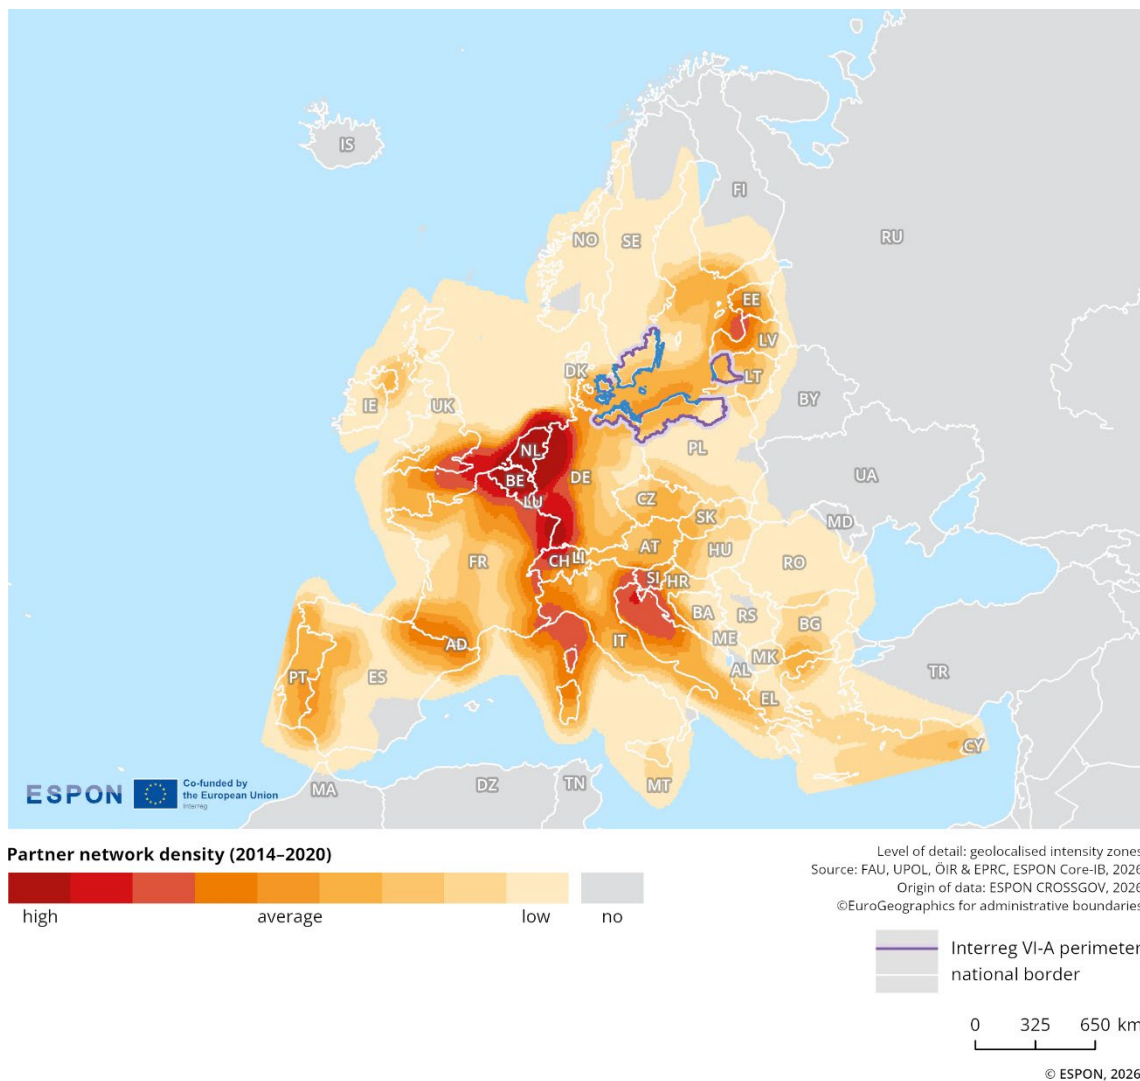 IS
FI
NO
SE
RU
EE
LV
DK
LT
BY
IE
UK
NL
PL
BE
DE
UA
LU
CZ
SK
MD
AT
HU
FR
CH
LI
RO
SI
HR
BA
RS
BG
IT
ME
AD
MK
AL
PT
ES
TR
EL
CY
MA
DZ
TN
MT
ESPON
Co-funded by
the European Union
Interreg
Partner network density (2014–2020)
high
average
low
no
Level of detail: geolocalised intensity zones
Source: FAU, UPOL, ÖIR & EPRC, ESPON Core-IB, 2026
Origin of data: ESPON CROSSGOV, 2026
©EuroGeographics for administrative boundaries
Interreg VI-A perimeter
national border
0 325 650 km
© ESPON, 2026